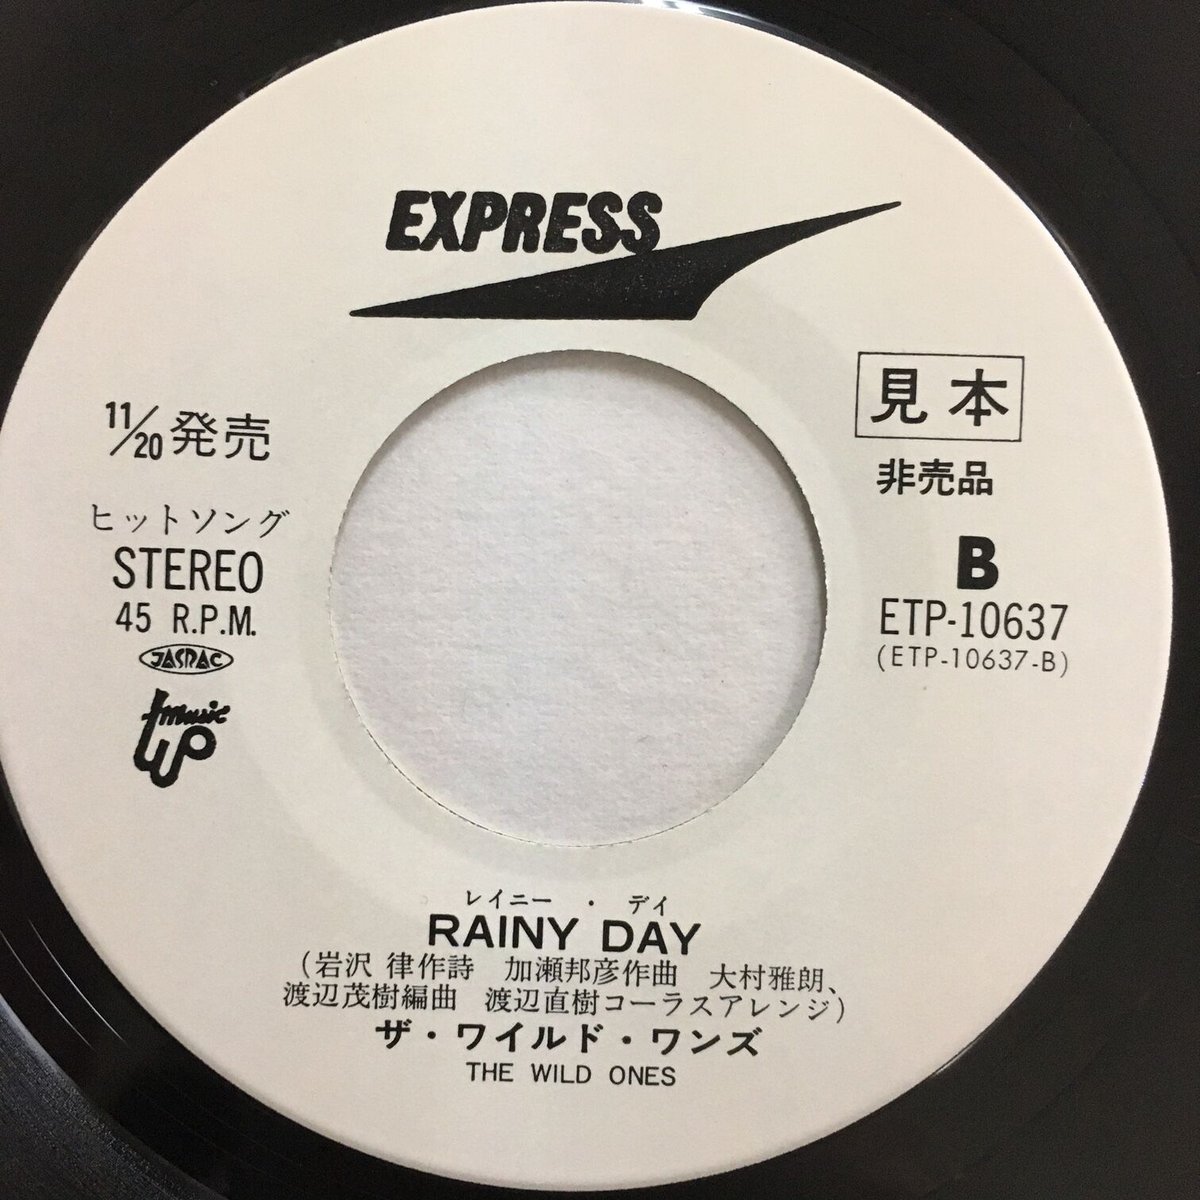 EXPRESS
見本
非売品
11/20発売
ヒットソング
STEREO
45 R.P.M.
JASRAC
music
UP
B
ETP-10637
(ETP-10637-B)
レイニー・デイ
RAINY DAY
(岩沢 律作詩 加瀬邦彦作曲 大村雅朗、
渡辺茂樹編曲 渡辺直樹コーラスアレンジ)
ザ・ワイルド・ワンズ
THE WILD ONES